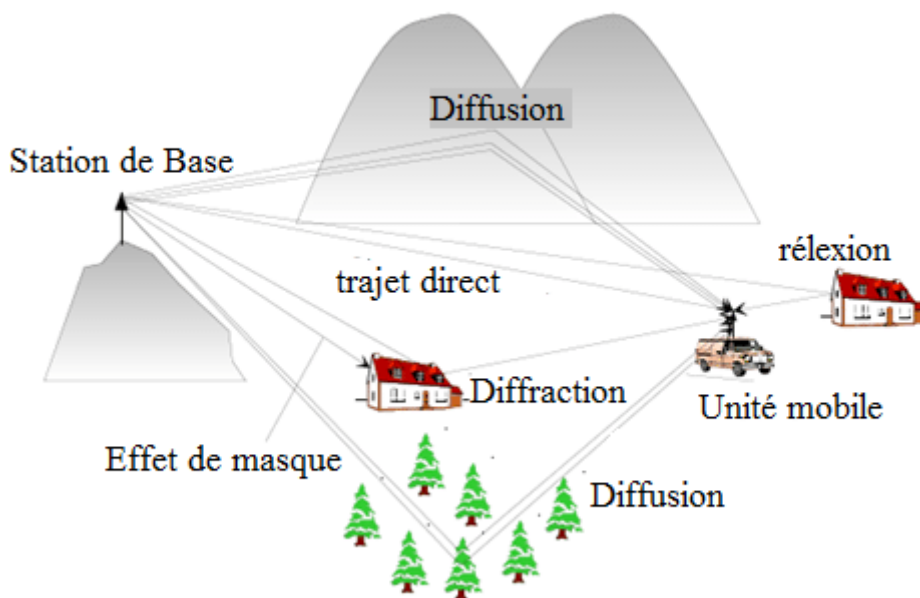 Diffusion
Station de Base
rélexion
trajet direct
Diffraction
Unité mobile
Effet de masque
Diffusion